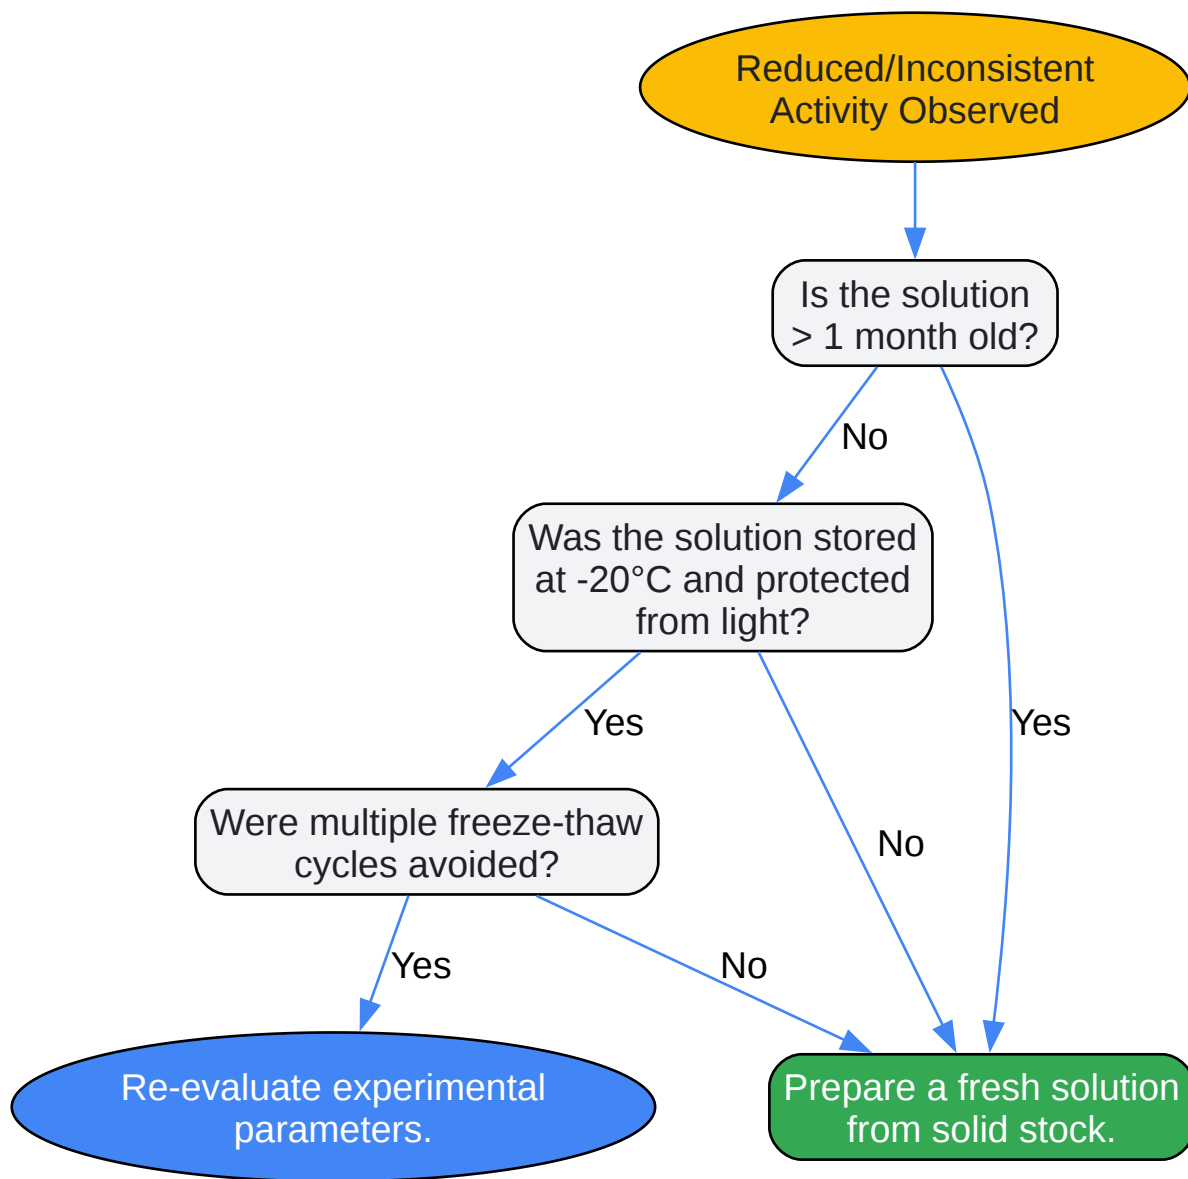 Reduced/Inconsistent
Activity Observed
Is the solution
> 1 month old?
No
Was the solution stored
at -20°C and protected
from light?
Yes
Yes
Were multiple freeze-thaw
cycles avoided?
No
Yes
No
Re-evaluate experimental
parameters.
Prepare a fresh solution
from solid stock.